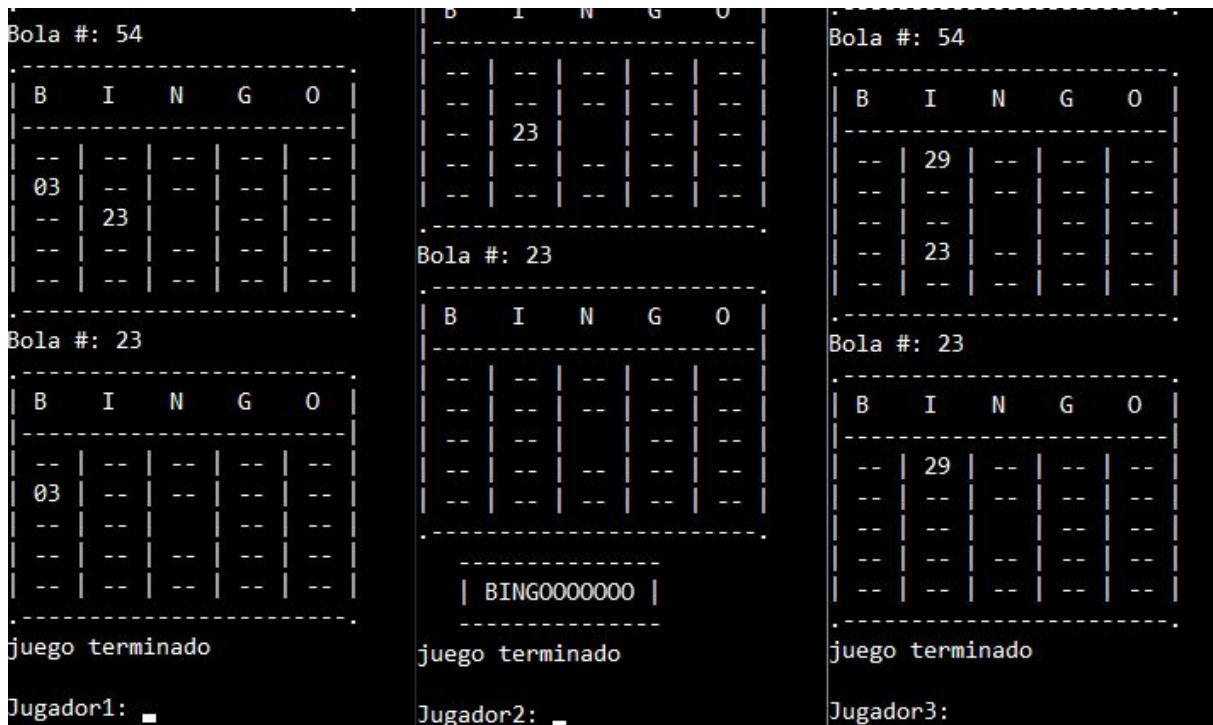 Bola #: 54
.------------------------.
| B I N G O |
|------------------------|
| -- | -- | -- | -- | -- |
| 03 | -- | -- | -- | -- |
| -- | 23 |    | -- | -- |
| -- | -- | -- | -- | -- |
| -- | -- | -- | -- | -- |
.------------------------.
Bola #: 23
.------------------------.
| B I N G O |
|------------------------|
| -- | -- | -- | -- | -- |
| 03 | -- | -- | -- | -- |
| -- | -- |    | -- | -- |
| -- | -- | -- | -- | -- |
| -- | -- | -- | -- | -- |
.------------------------.
juego terminado
Jugador1:
| B I N G O |
|------------------------|
| -- | -- | -- | -- | -- |
| -- | -- | -- | -- | -- |
| -- | 23 |    | -- | -- |
| -- | -- | -- | -- | -- |
| -- | -- | -- | -- | -- |
.------------------------.
Bola #: 23
.------------------------.
| B I N G O |
|------------------------|
| -- | -- | -- | -- | -- |
| -- | -- | -- | -- | -- |
| -- | -- |    | -- | -- |
| -- | -- | -- | -- | -- |
| -- | -- | -- | -- | -- |
.------------------------.
---------------
| BINGOOOOOOO |
---------------
juego terminado
Jugador2:
.------------------------.
Bola #: 54
.------------------------.
| B I N G O |
|------------------------|
| -- | 29 | -- | -- | -- |
| -- | -- | -- | -- | -- |
| -- | -- |    | -- | -- |
| -- | 23 | -- | -- | -- |
| -- | -- | -- | -- | -- |
.------------------------.
Bola #: 23
.------------------------.
| B I N G O |
|------------------------|
| -- | 29 | -- | -- | -- |
| -- | -- | -- | -- | -- |
| -- | -- |    | -- | -- |
| -- | -- | -- | -- | -- |
| -- | -- | -- | -- | -- |
.------------------------.
juego terminado
Jugador3: